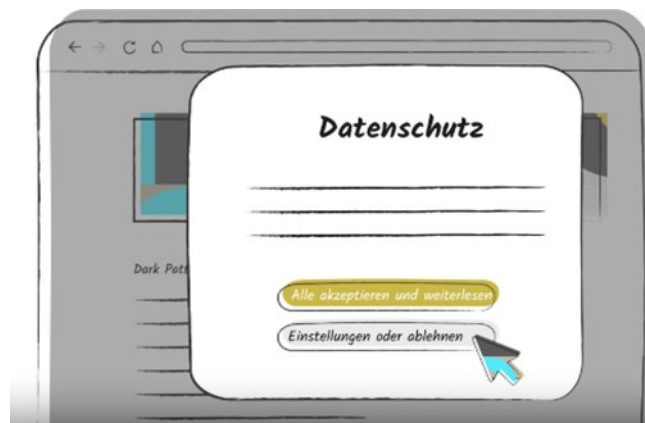 Datenschutz
Dark Patt
Alle akzeptieren und weiterlesen
Einstellungen oder ablehnen